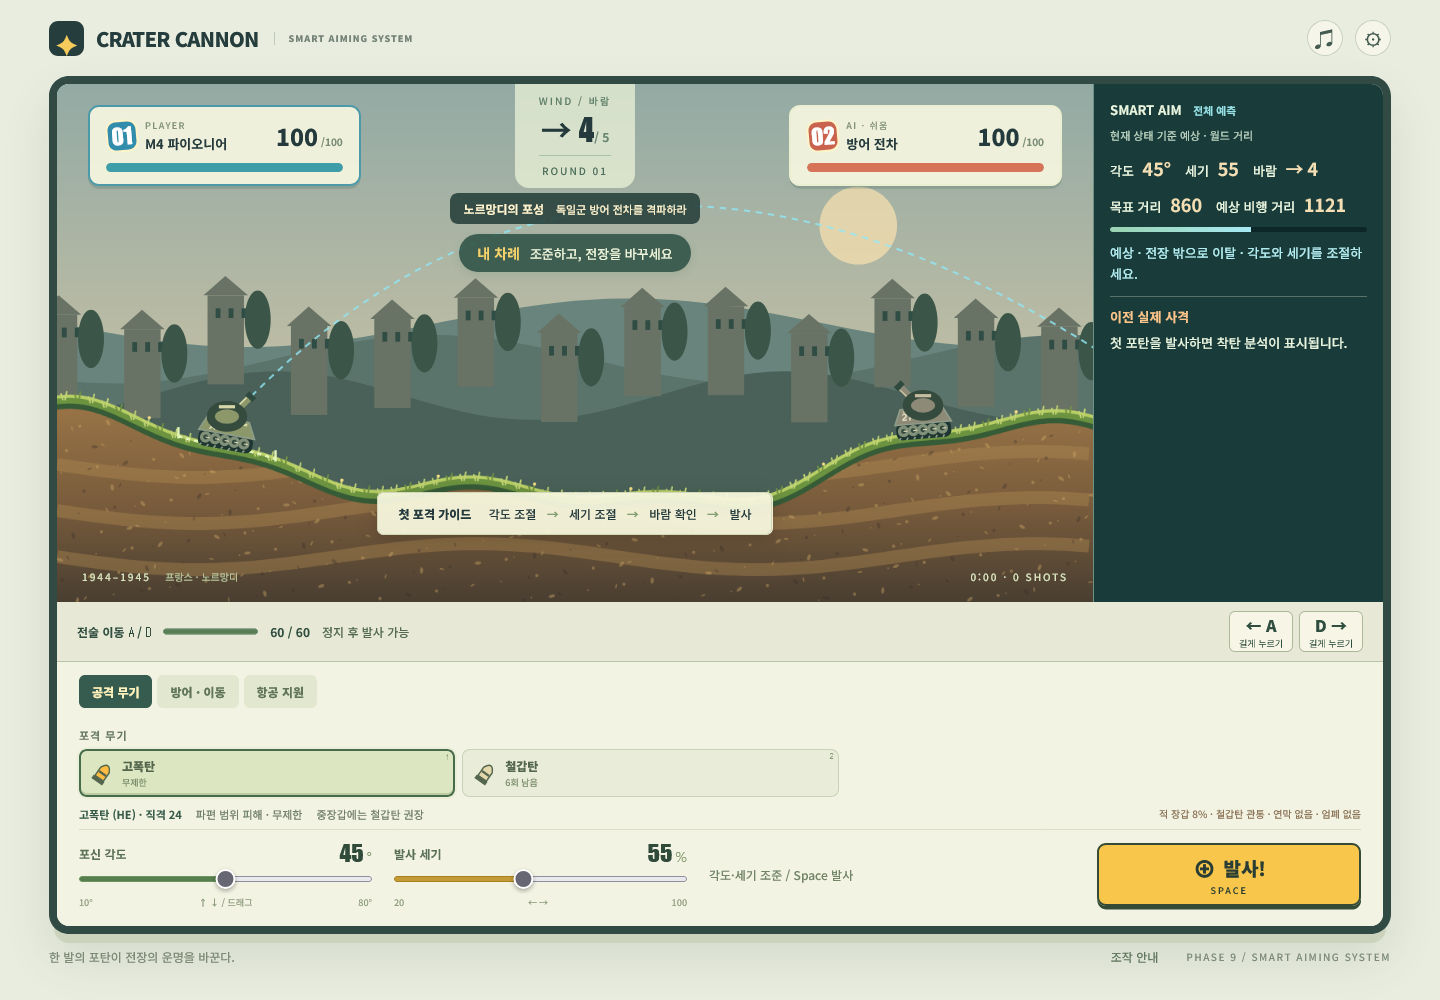 CRATER CANNON
SMART AIMING SYSTEM
01
PLAYER
M4 파이오니어
100 /100
WIND / 바람
→ 4 / 5
ROUND 01
02
AI · 쉬움
방어 전차
100 /100
노르망디의 포성 독일군 방어 전차를 격파하라
내 차례 조준하고, 전장을 바꾸세요
첫 포격 가이드 각도 조절 → 세기 조절 → 바람 확인 → 발사
1944–1945 프랑스 · 노르망디
0:00 · 0 SHOTS
SMART AIM 전체 예측
현재 상태 기준 예상 · 월드 거리
각도 45° 세기 55 바람 → 4
목표 거리 860 예상 비행 거리 1121
예상 · 전장 밖으로 이탈 · 각도와 세기를 조절하
세요.
이전 실제 사격
첫 포탄을 발사하면 착탄 분석이 표시됩니다.
전술 이동 A / D 60 / 60 정지 후 발사 가능
← A
길게 누르기
D →
길게 누르기
공격 무기
방어 · 이동
항공 지원
포격 무기
고폭탄
무제한
1
철갑탄
6회 남음
2
고폭탄 (HE) · 직격 24 파편 범위 피해 · 무제한 중장갑에는 철갑탄 권장
적 장갑 8% · 철갑탄 관통 · 연막 없음 · 엄폐 없음
포신 각도 45 °
10° ↑ ↓ / 드래그 80°
발사 세기 55 %
20 ←→ 100
각도·세기 조준 / Space 발사
발사!
SPACE
한 발의 포탄이 전장의 운명을 바꾼다.
조작 안내
PHASE 9 / SMART AIMING SYSTEM